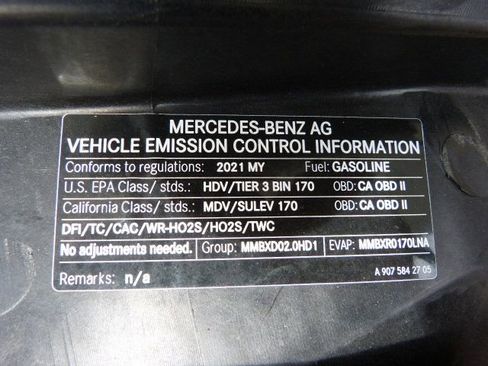 MERCEDES-BENZ AG
VEHICLE EMISSION CONTROL INFORMATION
Conforms to regulations: 2021 MY Fuel: GASOLINE
U.S. EPA Class/ stds.: HDV/TIER 3 BIN 170 OBD: CA OBD II
California Class/ stds.: MDV/SULEV 170 OBD: CA OBD II
DFI/TC/CAC/WR-HO2S/HO2S/TWC
No adjustments needed. Group: MMBXD02.0HD1 EVAP: MMBXR0170LNA
Remarks: n/a A 907 584 27 05